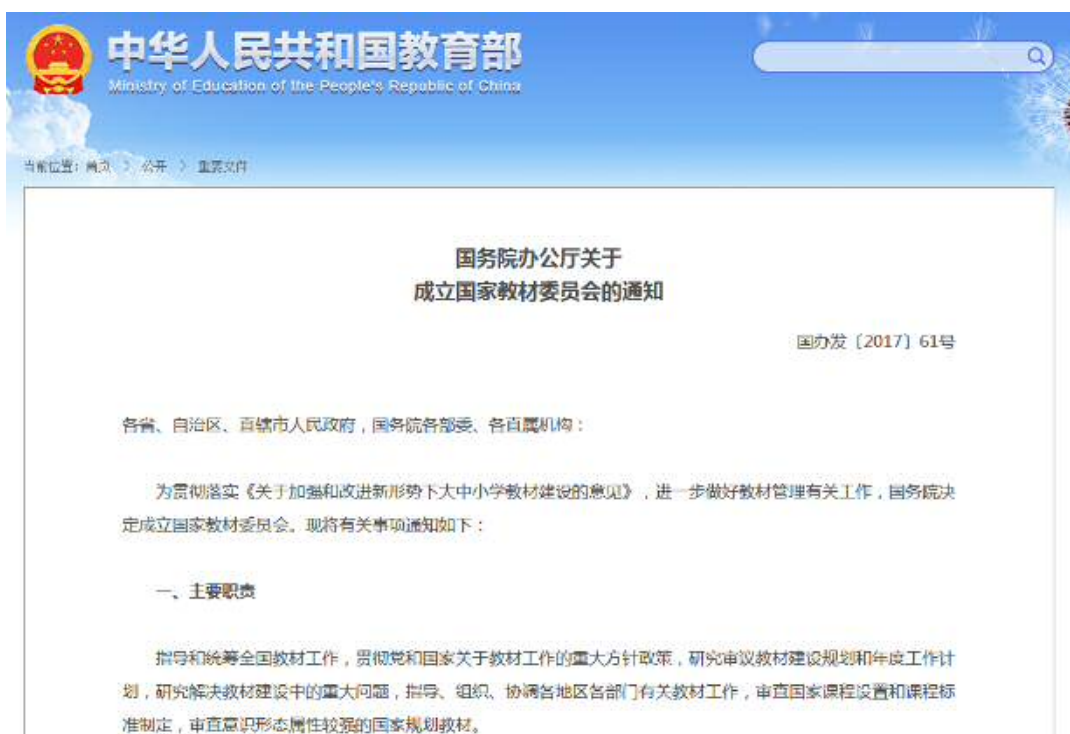 中华人民共和国教育部
Ministry of Education of the People's Republic of China
当前位置：首页 > 公开 > 重要文件
国务院办公厅关于
成立国家教材委员会的通知
国办发〔2017〕61号
各省、自治区、直辖市人民政府，国务院各部委、各直属机构：
为贯彻落实《关于加强和改进新形势下大中小学教材建设的意见》，进一步做好教材管理有关工作，国务院决
定成立国家教材委员会。现将有关事项通知如下：
一、主要职责
指导和统筹全国教材工作，贯彻党和国家关于教材工作的重大方针政策，研究审议教材建设规划和年度工作计
划，研究解决教材建设中的重大问题，指导、组织、协调各地区各部门有关教材工作，审查国家课程设置和课程标
准制定，审查意识形态属性较强的国家规划教材。